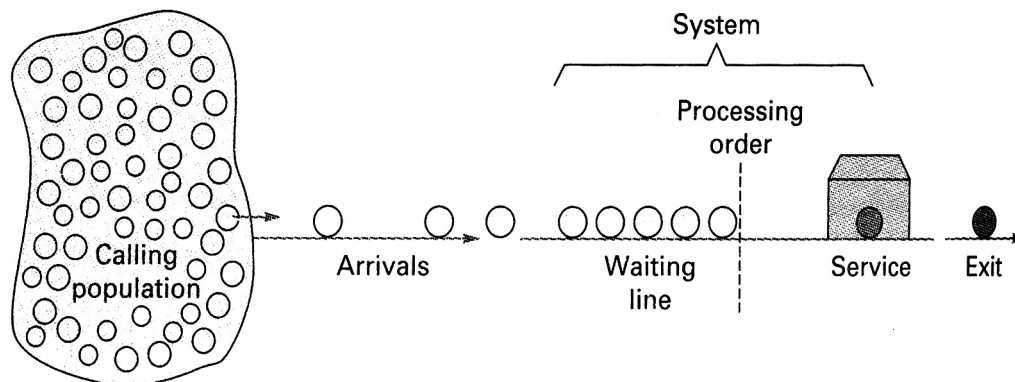 System
Processing
order
Calling
population
Arrivals
Waiting
line
Service
Exit